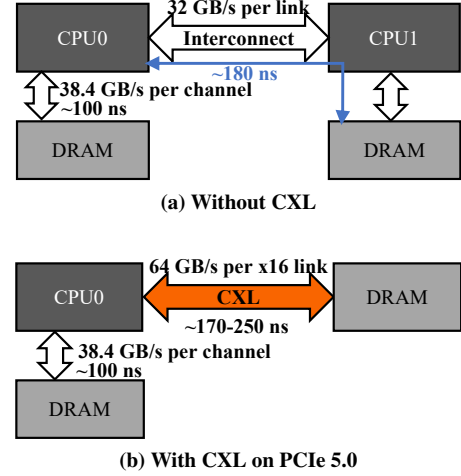 32 GB/s per link
CPU0
Interconnect
CPU1
~180 ns
38.4 GB/s per channel
~100 ns
DRAM
DRAM
(a) Without CXL
64 GB/s per x16 link
CPU0
CXL
DRAM
~170-250 ns
38.4 GB/s per channel
~100 ns
DRAM
(b) With CXL on PCIe 5.0